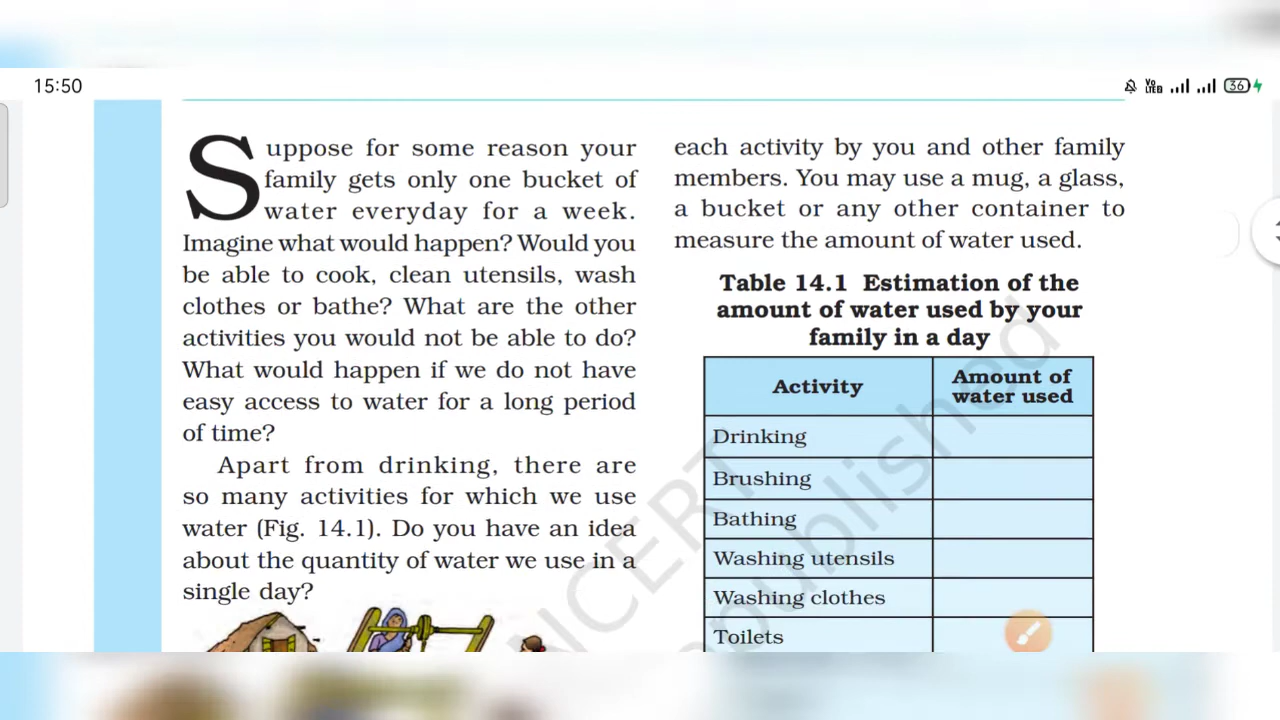 15:50
Vo
LTE2
36
Suppose for some reason your
family gets only one bucket of
water everyday for a week.
Imagine what would happen? Would you
be able to cook, clean utensils, wash
clothes or bathe? What are the other
activities you would not be able to do?
What would happen if we do not have
easy access to water for a long period
of time?
Apart from drinking, there are
so many activities for which we use
water (Fig. 14.1). Do you have an idea
about the quantity of water we use in a
single day?
each activity by you and other family
members. You may use a mug, a glass,
a bucket or any other container to
measure the amount of water used.
Table 14.1 Estimation of the
amount of water used by your
family in a day
Activity
Amount of
water used
Drinking
Brushing
Bathing
Washing utensils
Washing clothes
Toilets
NCERT
republished